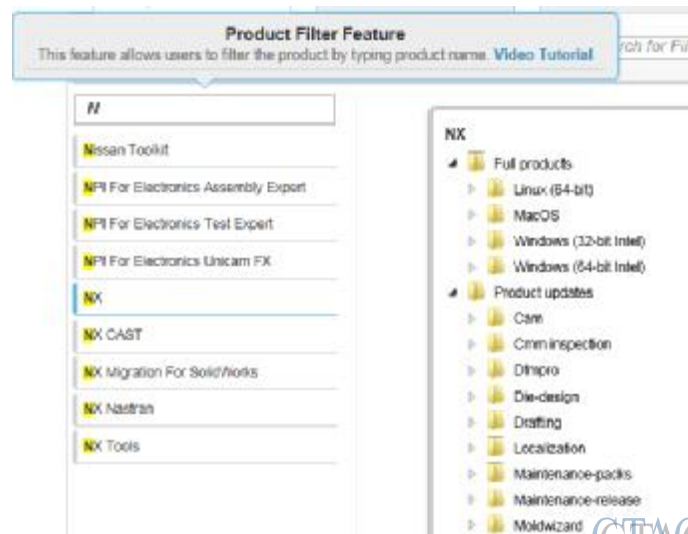 Product Filter Feature
This feature allows users to filter the product by typing product name. Video Tutorial
rch for Fil
N
Nissan Toolkit
NPI For Electronics Assembly Expert
NPI For Electronics Test Expert
NPI For Electronics Unicam FX
NX
NX CAST
NX Migration For SolidWorks
NX Nastran
NX Tools
NX
Full products
Linux (64-bit)
MacOS
Windows (32-bit Intel)
Windows (64-bit Intel)
Product updates
Cam
Cmm inspection
Dfmpro
Die-design
Drafting
Localization
Maintenance-packs
Maintenance-release
Moldwizard